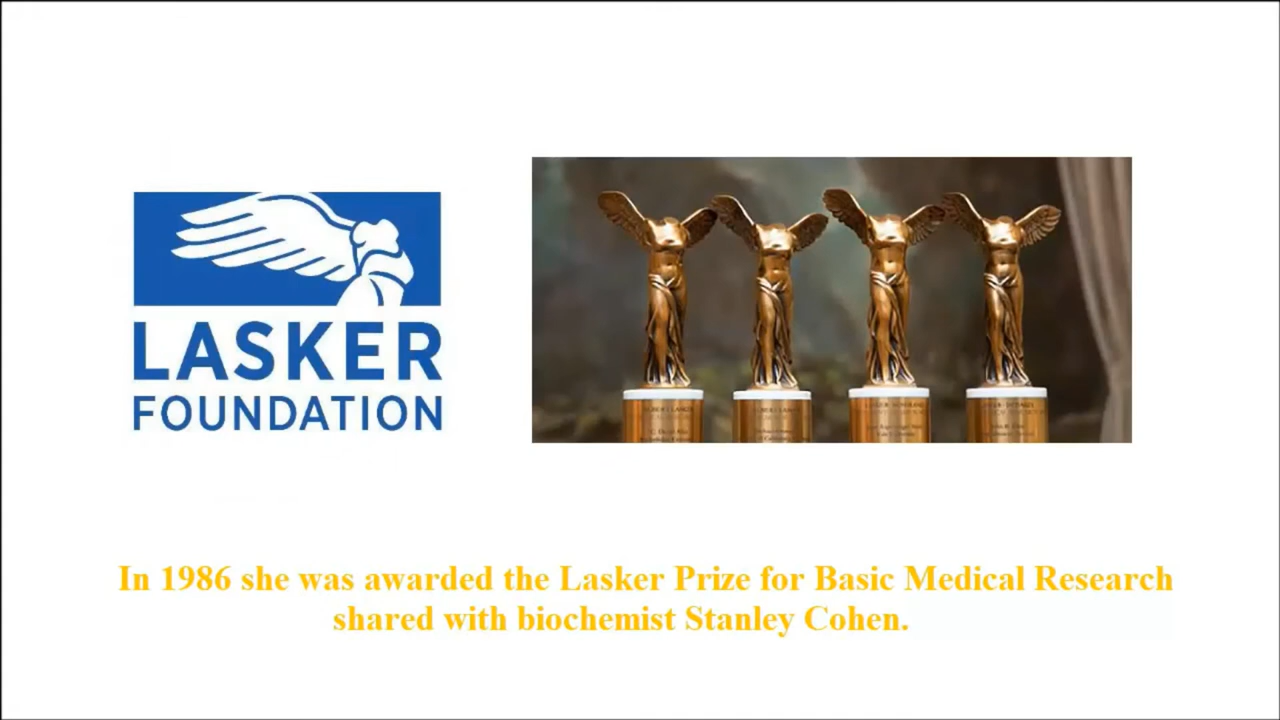 LASKER
FOUNDATION
In 1986 she was awarded the Lasker Prize for Basic Medical Research
shared with biochemist Stanley Cohen.